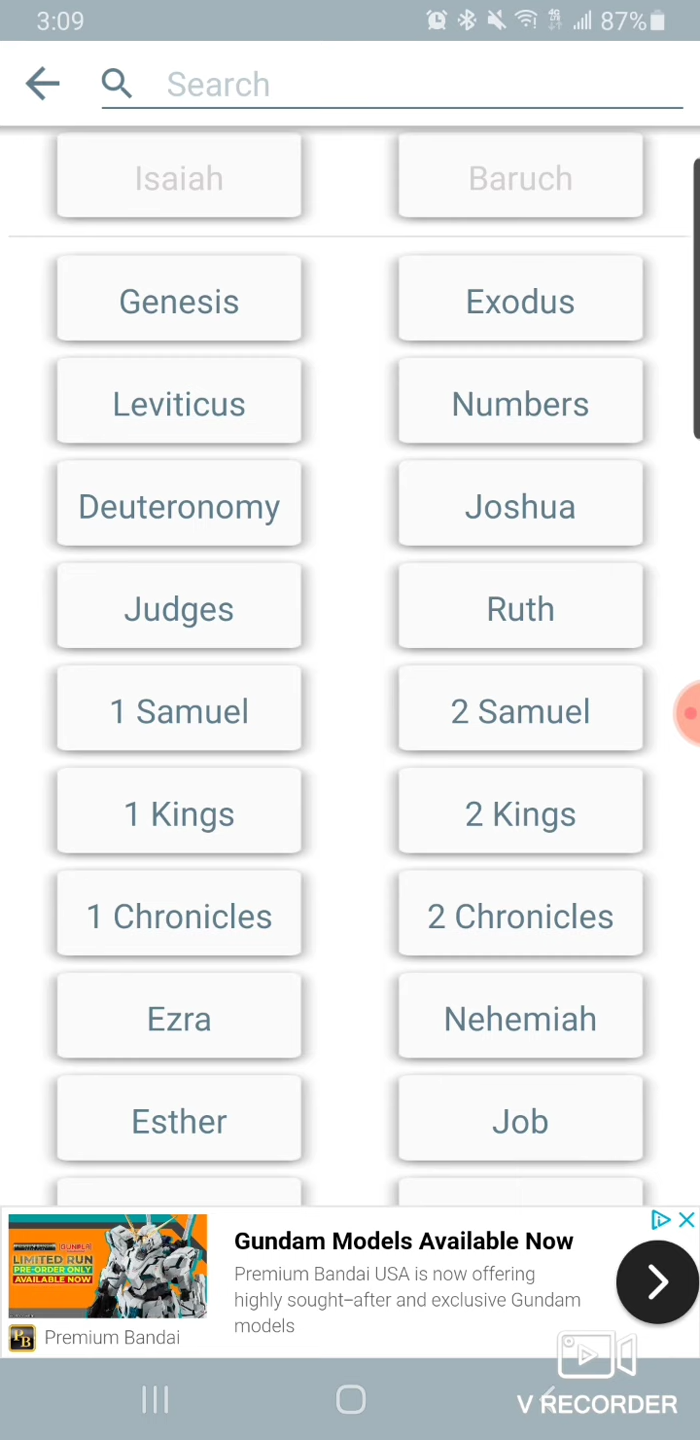 3:09
87%
Search
Isaiah
Baruch
Genesis
Exodus
Leviticus
Numbers
Deuteronomy
Joshua
Judges
Ruth
1 Samuel
2 Samuel
1 Kings
2 Kings
1 Chronicles
2 Chronicles
Ezra
Nehemiah
Esther
Job
LIMITED RUN
PRE-ORDER ONLY
AVAILABLE NOW
Gundam Models Available Now
Premium Bandai USA is now offering
highly sought-after and exclusive Gundam
models
PB
Premium Bandai
V RECORDER